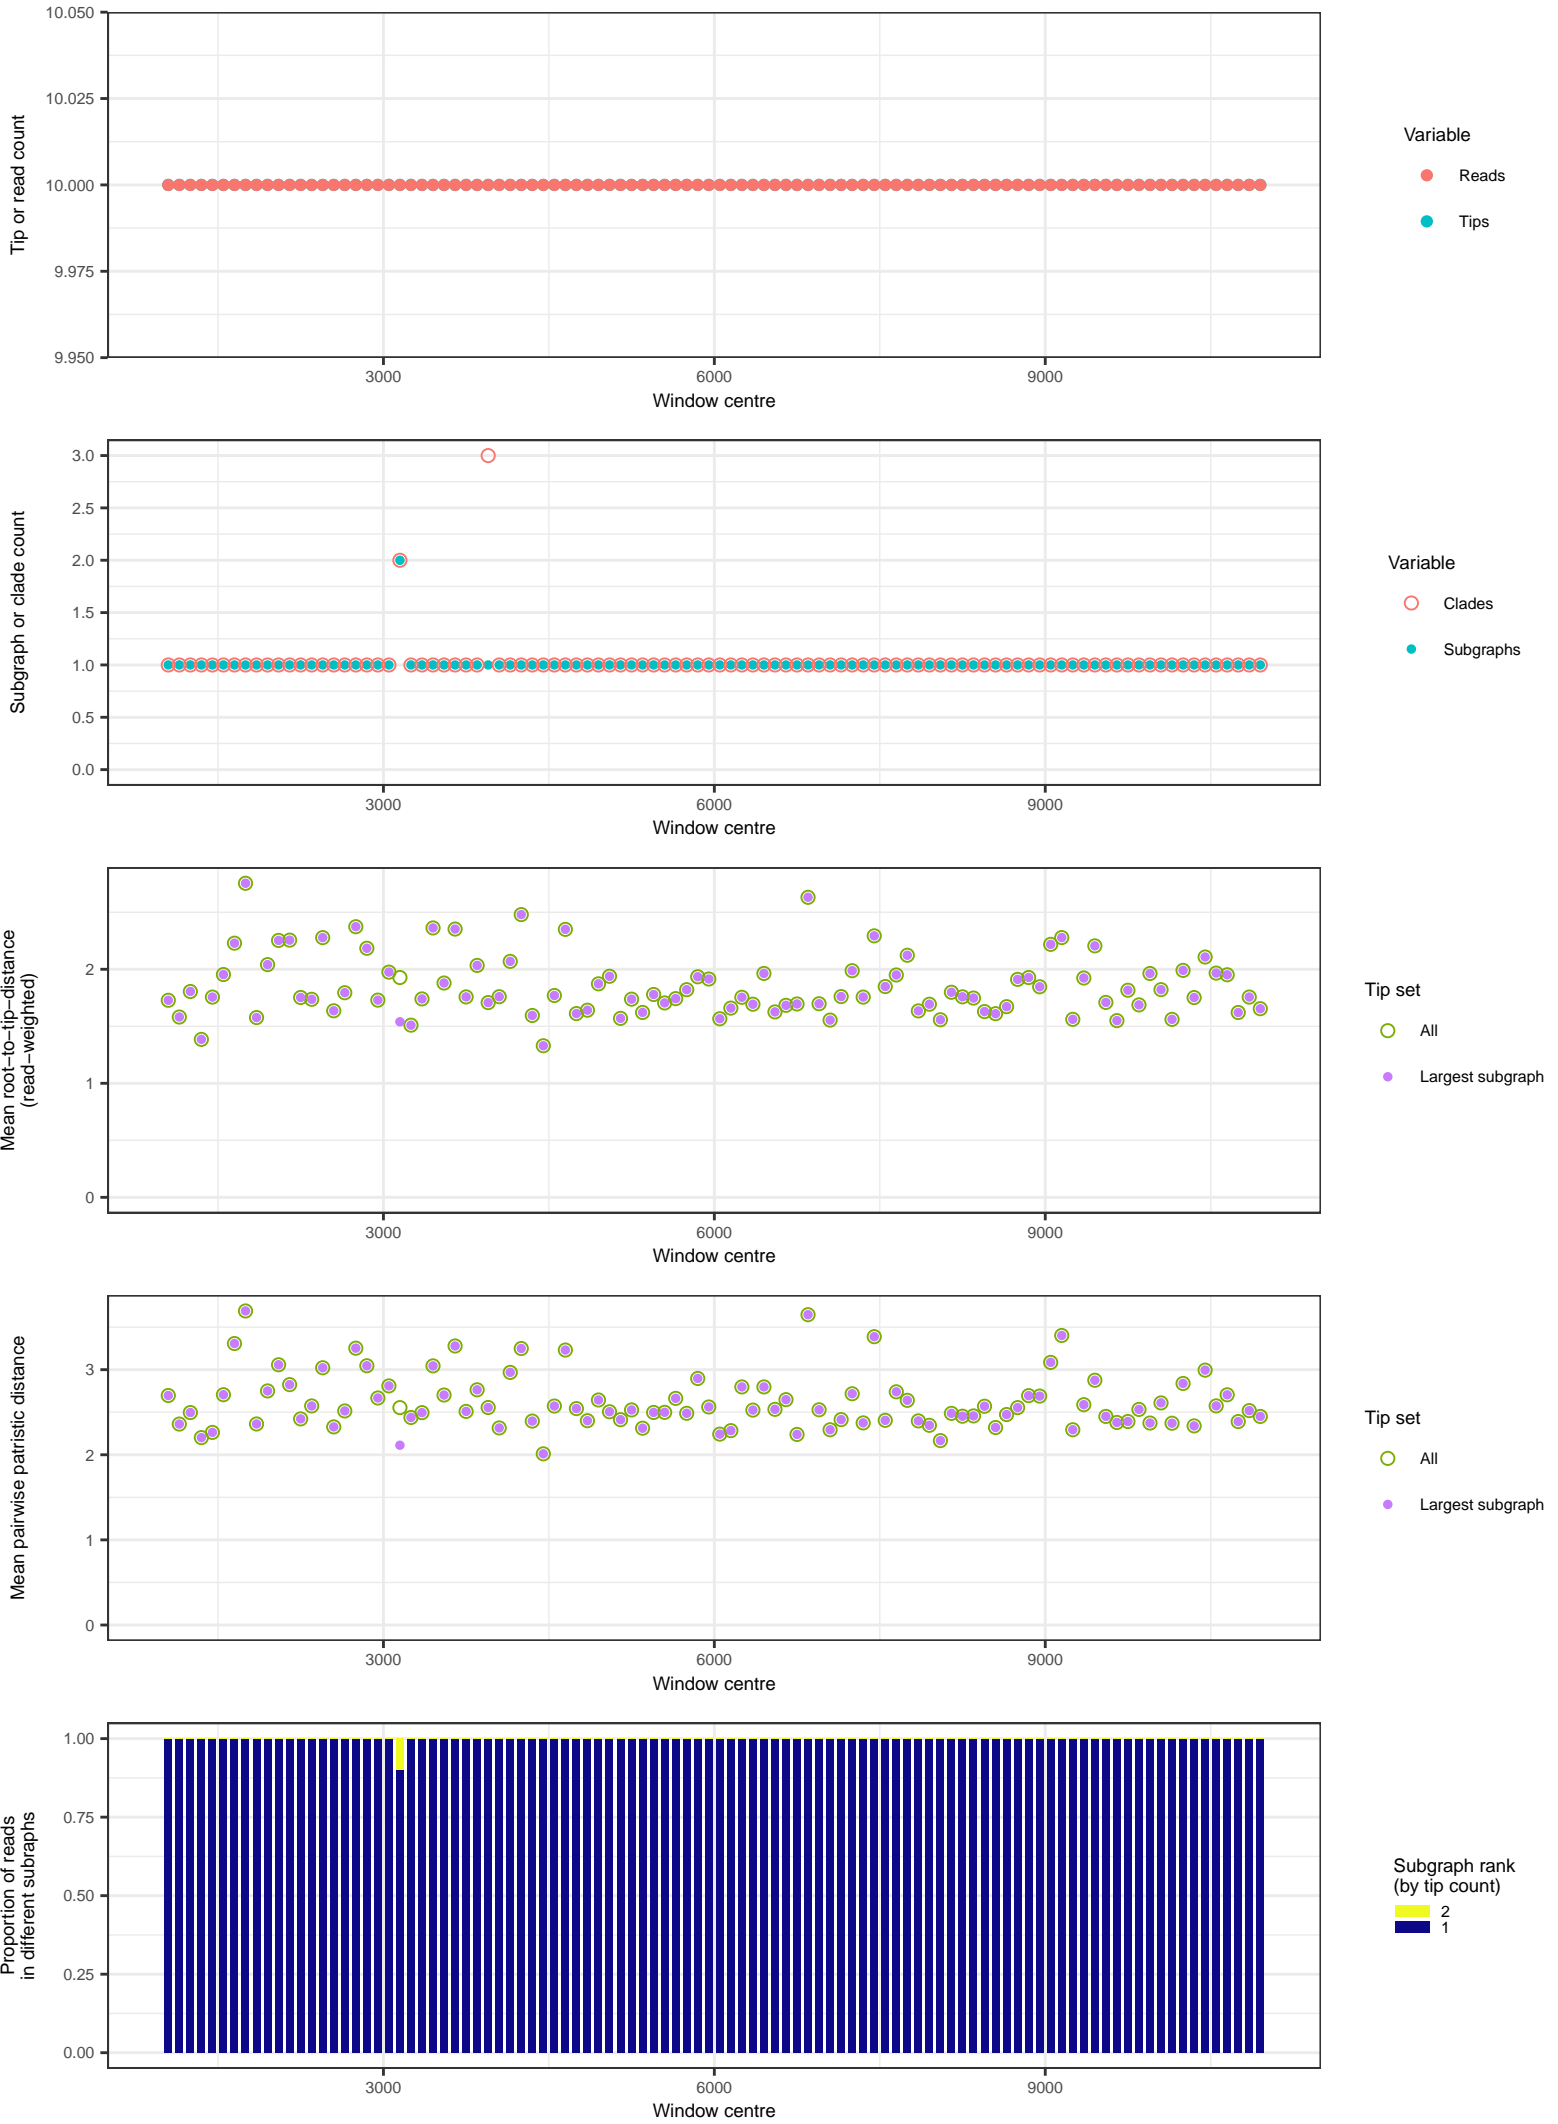 10.050
10.025
10.000
9.975
9.950
Tip or read count
3000
6000
9000
Window centre
Variable
Reads
Tips
3.0
2.5
2.0
1.5
1.0
0.5
0.0
Subgraph or clade count
3000
6000
9000
Window centre
Variable
Clades
Subgraphs
2
1
0
Mean root−to−tip−distance
(read−weighted)
3000
6000
9000
Window centre
Tip set
All
Largest subgraph
3
2
1
0
Mean pairwise patristic distance
3000
6000
9000
Window centre
Tip set
All
Largest subgraph
1.00
0.75
0.50
0.25
0.00
Proportion of reads
in different subraphs
3000
6000
9000
Window centre
Subgraph rank
(by tip count)
2
1